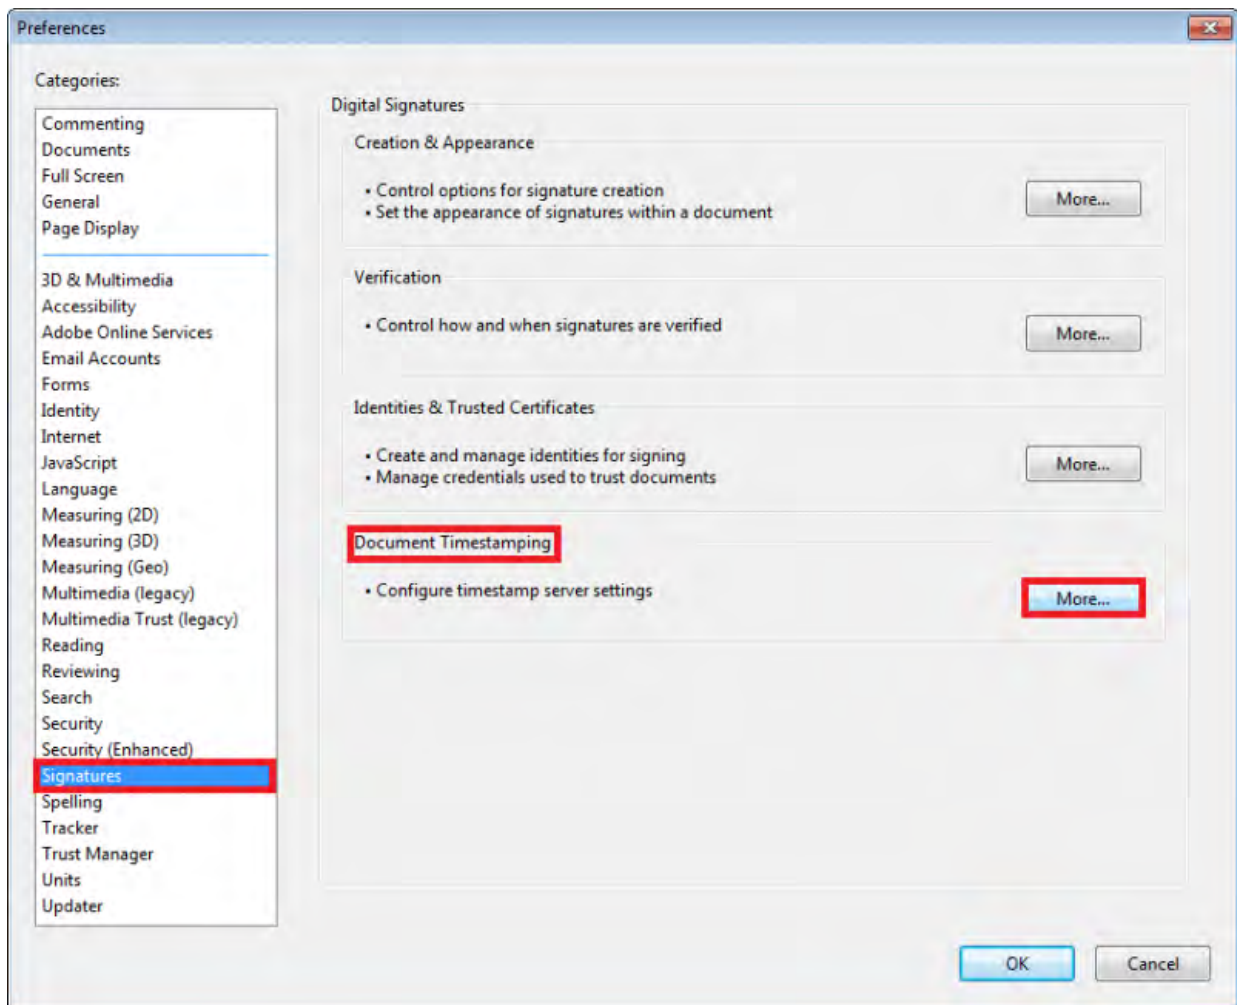 Preferences
Categories:
Commenting
Documents
Full Screen
General
Page Display
3D & Multimedia
Accessibility
Adobe Online Services
Email Accounts
Forms
Identity
Internet
JavaScript
Language
Measuring (2D)
Measuring (3D)
Measuring (Geo)
Multimedia (legacy)
Multimedia Trust (legacy)
Reading
Reviewing
Search
Security
Security (Enhanced)
Signatures
Spelling
Tracker
Trust Manager
Units
Updater
Digital Signatures
Creation & Appearance
• Control options for signature creation
• Set the appearance of signatures within a document
More...
Verification
• Control how and when signatures are verified
More...
Identities & Trusted Certificates
• Create and manage identities for signing
• Manage credentials used to trust documents
More...
Document Timestamping
• Configure timestamp server settings
More...
OK
Cancel